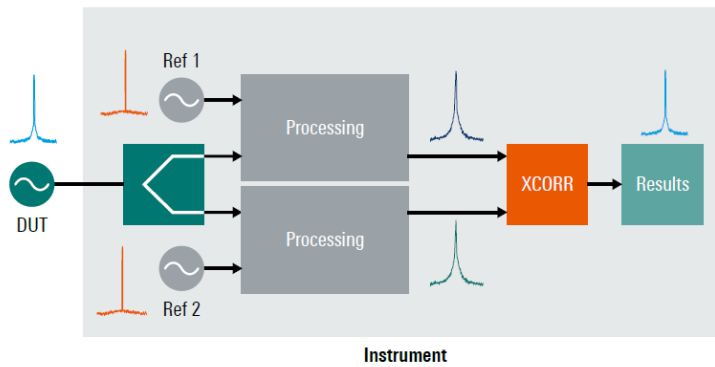 Ref 1
Processing
XCORR
Results
DUT
Processing
Ref 2
Instrument